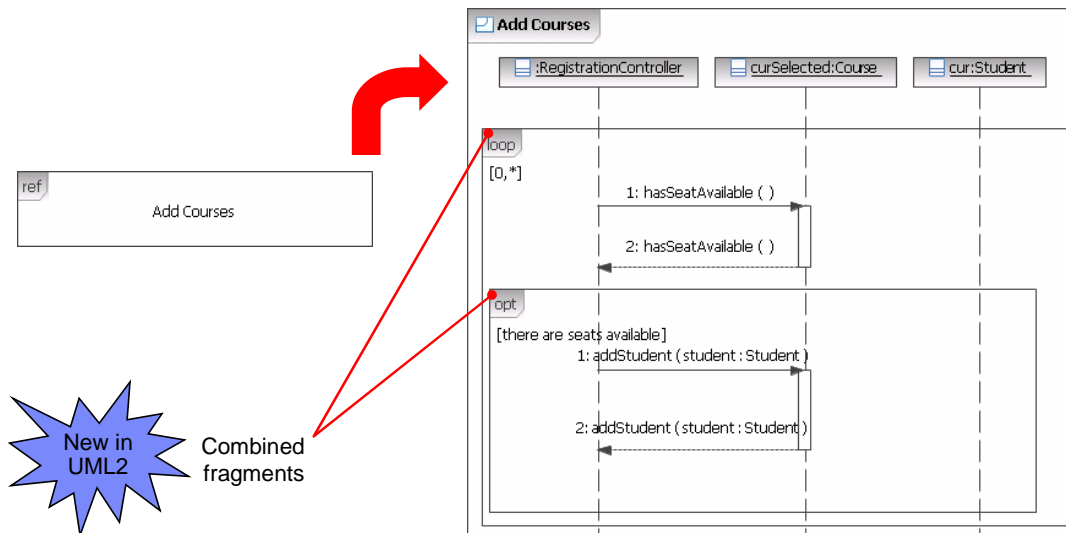 Add Courses
:RegistrationController
curSelected:Course
cur:Student
loop
[0,*]
1: hasSeatAvailable ( )
2: hasSeatAvailable ( )
opt
[there are seats available]
1: addStudent ( student : Student )
2: addStudent ( student : Student )
ref
Add Courses
New in
UML2
Combined
fragments